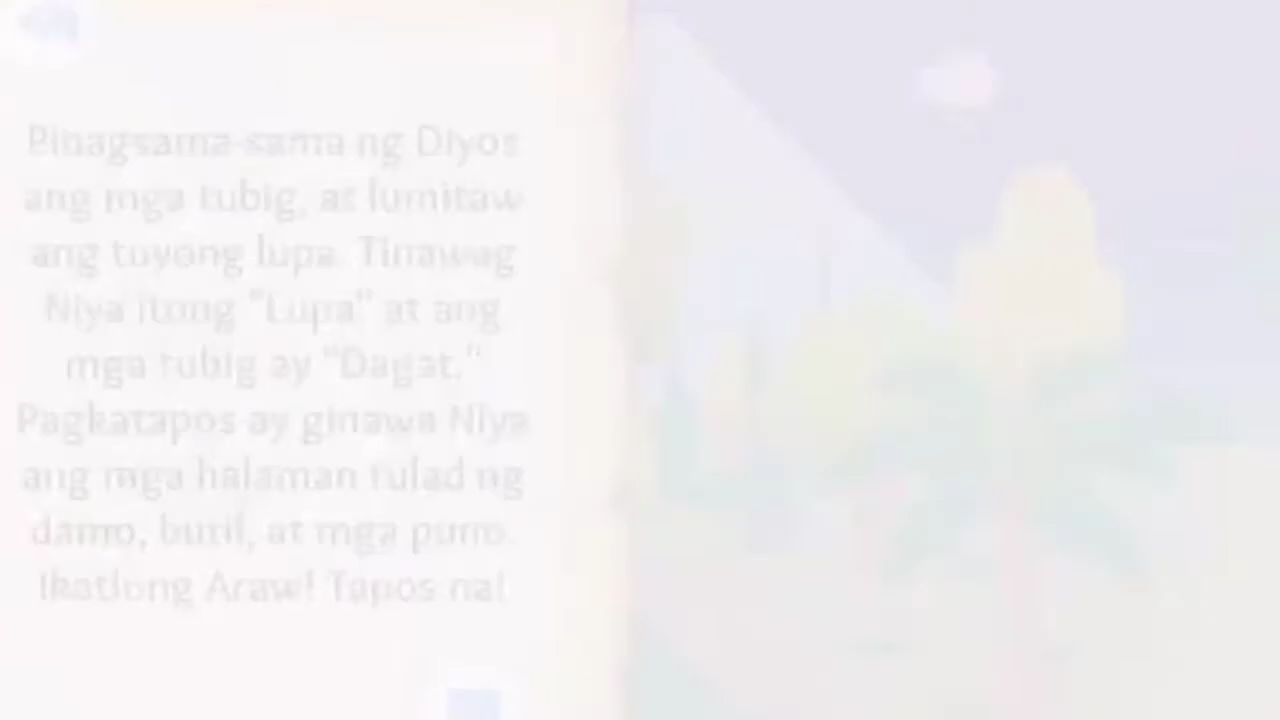 Pinagsama-sama ng Diyos
ang mga tubig, at lumitaw
ang tuyong lupa. Tinawag
Niya itong "Lupa" at ang
mga tubig ay "Dagat."
Pagkatapos ay ginawa Niya
ang mga halaman tulad ng
damo, butil, at mga puno.
Ikatlong Araw! Tapos na!